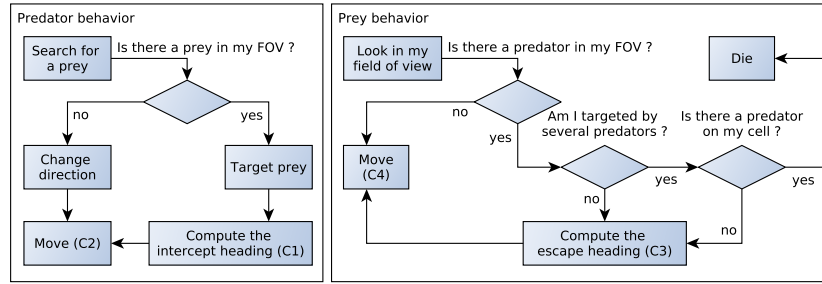 Predator behavior
Search for
a prey
Is there a prey in my FOV ?
no
yes
Change
direction
Target prey
Move (C2)
Compute the
intercept heading (C1)
Prey behavior
Look in my
field of view
Is there a predator in my FOV ?
Die
no
yes
Am I targeted by
several predators ?
Is there a predator
on my cell ?
Move
(C4)
yes
yes
no
no
Compute the
escape heading (C3)